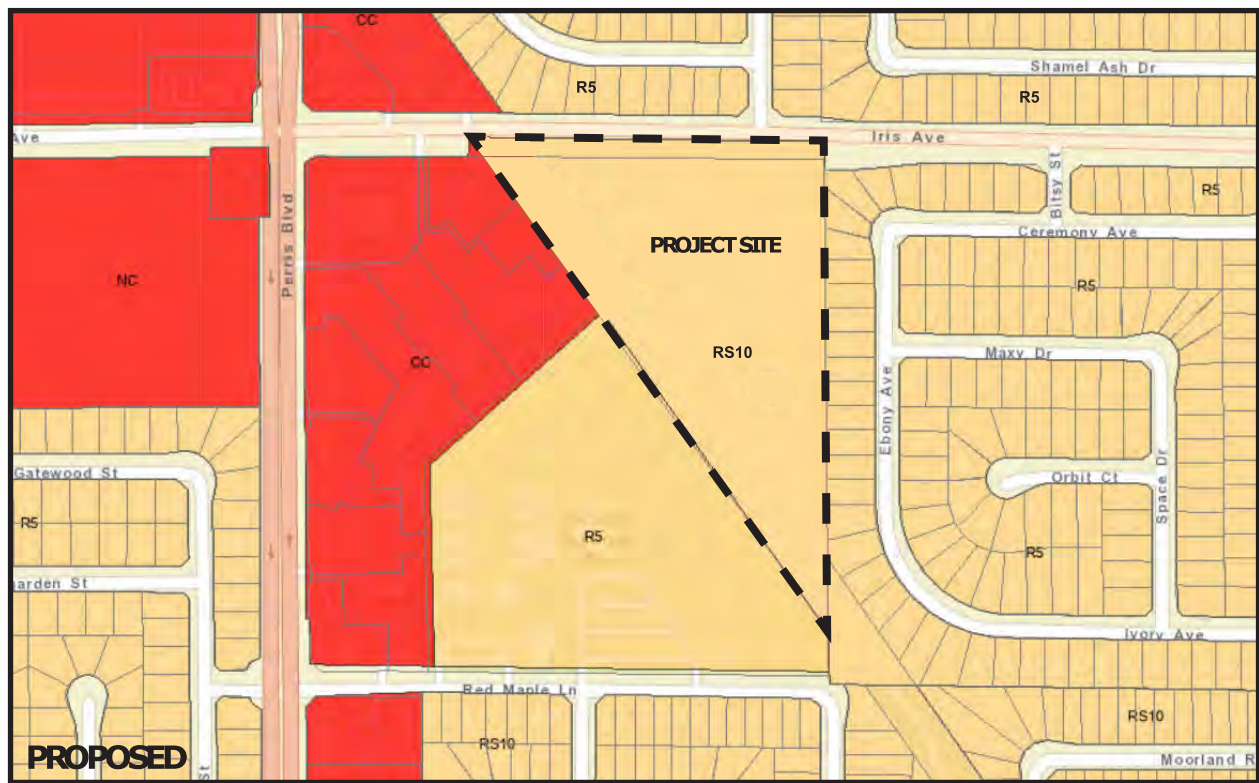 CC
Shamel Ash Dr
R5
R5
Ave
Iris Ave
Bitsy St
R5
Perris Blvd
PROJECT SITE
Ceremony Ave
NC
R5
RS10
Maxy Dr
CC
Ebony Ave
Gatewood St
Orbit Ct
Space Dr
R5
R5
R5
arden St
Ivory Ave
Red Maple Ln
RS10
RS10
PROPOSED
St
Moorland R